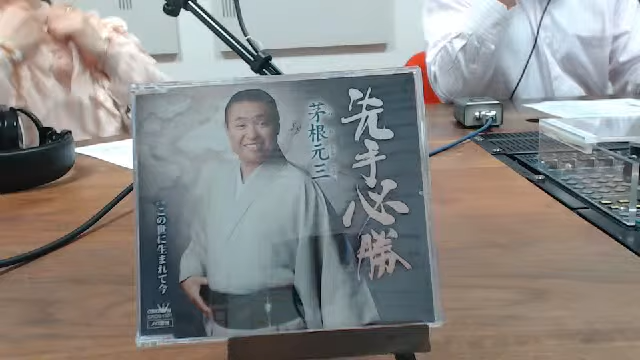 先手必勝
茅根元三
この世に生まれて今